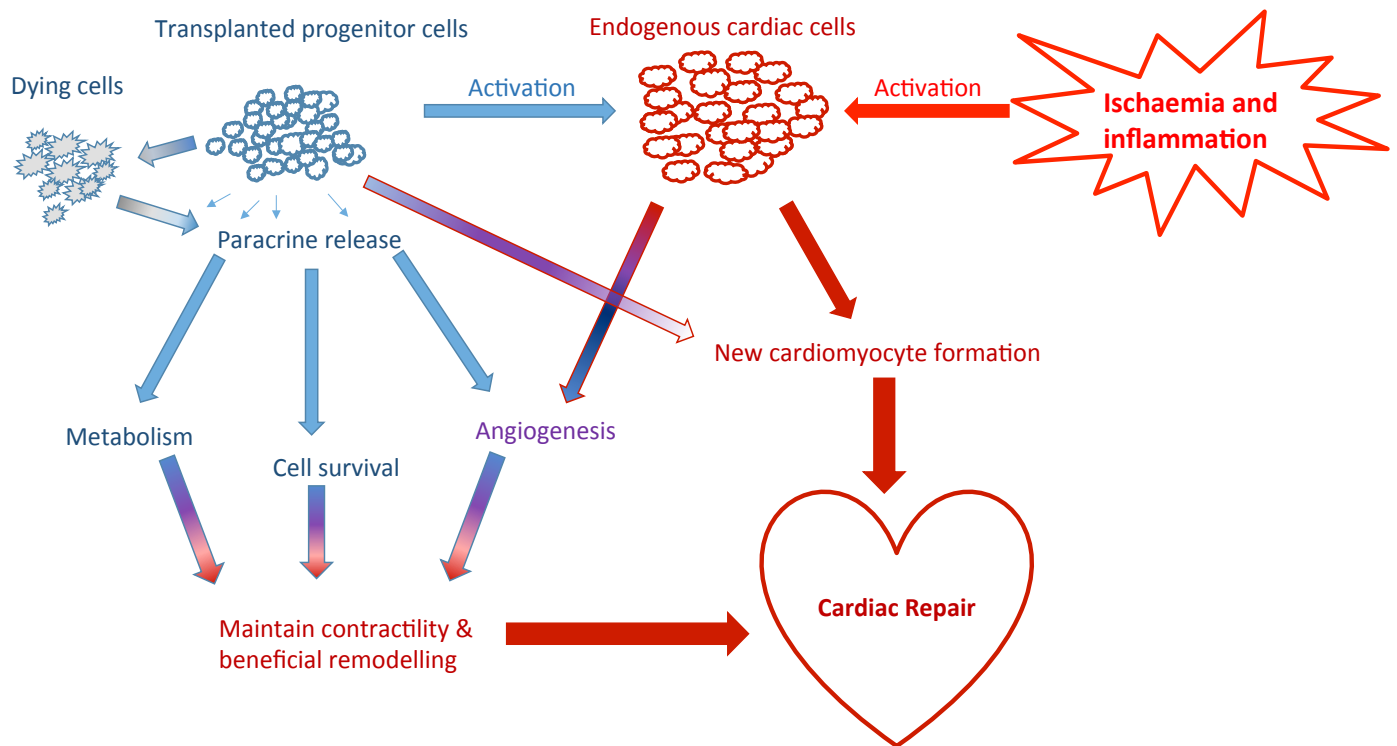 Transplanted progenitor cells
Endogenous cardiac cells
Dying cells
Activation
Activation
Ischaemia and
inflammation
Paracrine release
New cardiomyocyte formation
Metabolism
Cell survival
Angiogenesis
Maintain contractility &
beneficial remodelling
Cardiac Repair